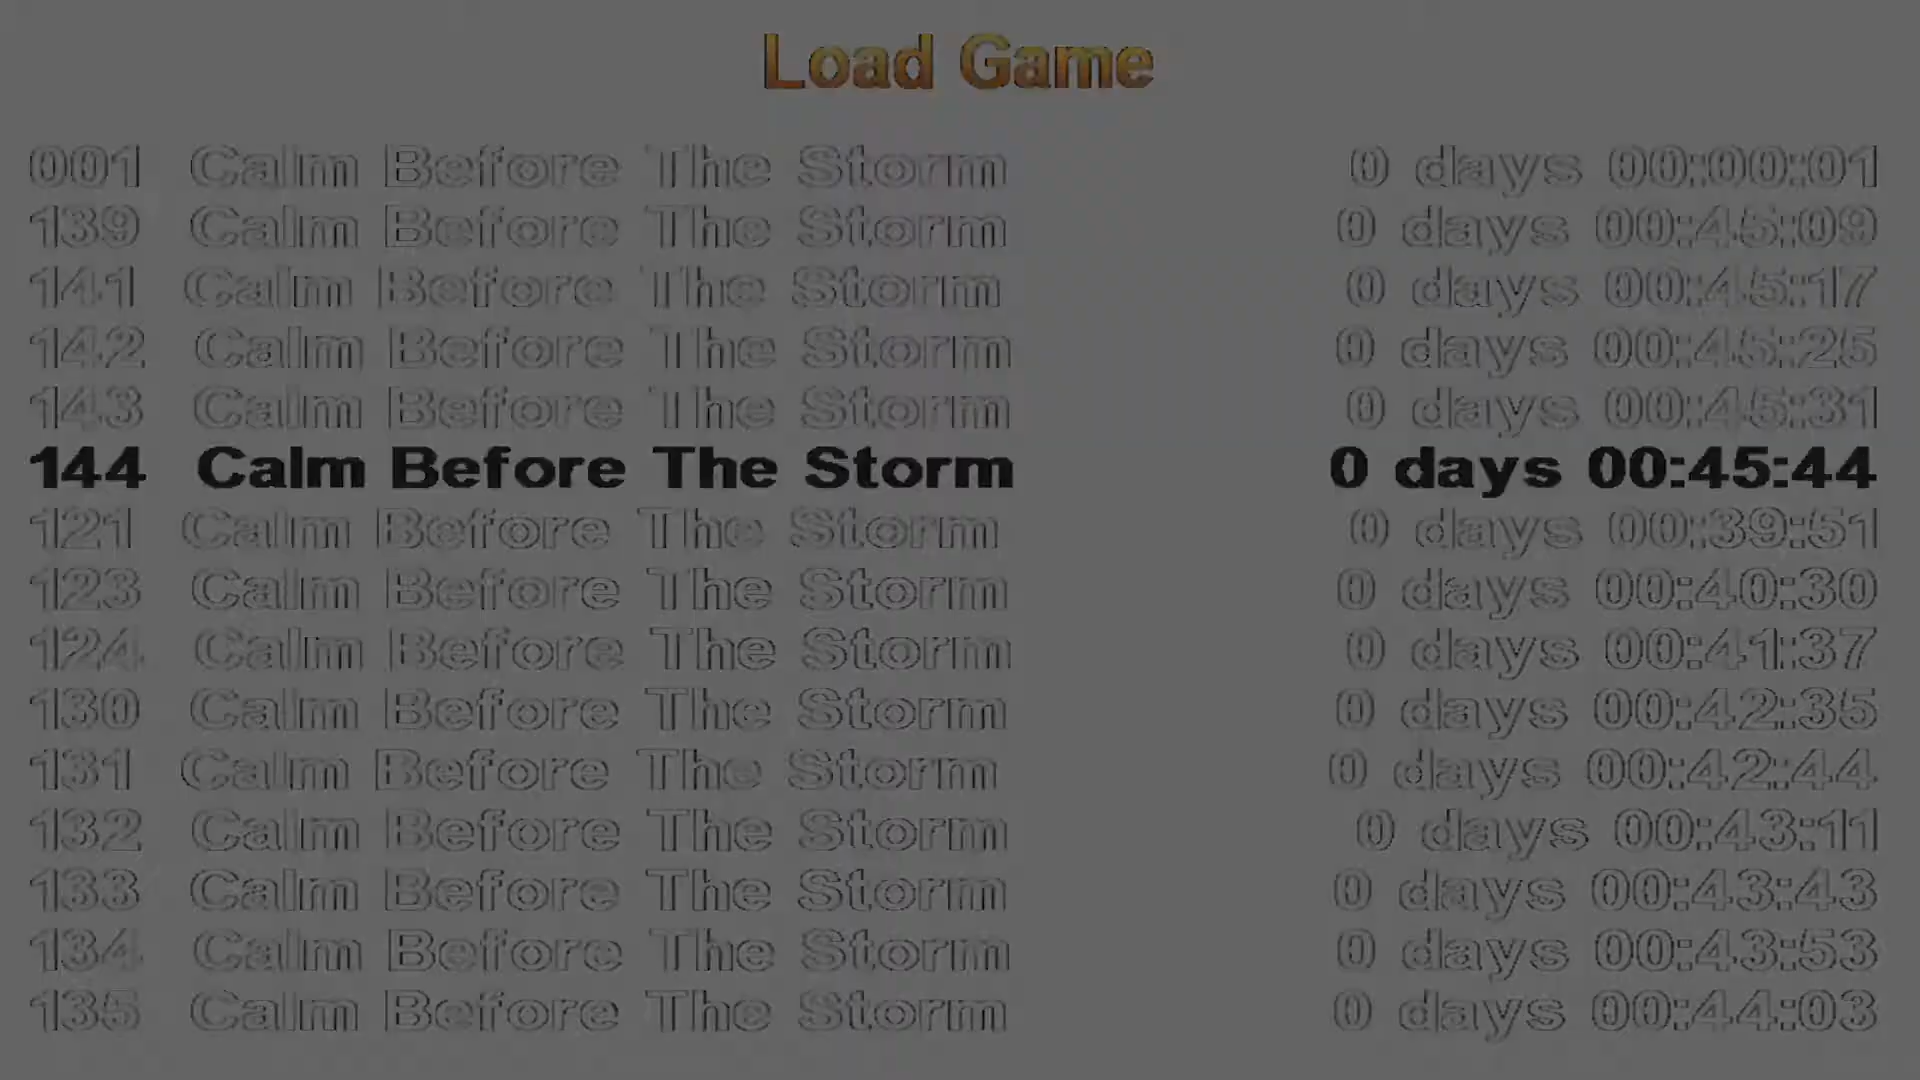 Load Game
001 Calm Before The Storm 0 days 00:00:01
139 Calm Before The Storm 0 days 00:45:09
141 Calm Before The Storm 0 days 00:45:17
142 Calm Before The Storm 0 days 00:45:25
143 Calm Before The Storm 0 days 00:45:31
144 Calm Before The Storm 0 days 00:45:44
121 Calm Before The Storm 0 days 00:39:51
123 Calm Before The Storm 0 days 00:40:30
124 Calm Before The Storm 0 days 00:41:37
130 Calm Before The Storm 0 days 00:42:35
131 Calm Before The Storm 0 days 00:42:44
132 Calm Before The Storm 0 days 00:43:11
133 Calm Before The Storm 0 days 00:43:43
134 Calm Before The Storm 0 days 00:43:53
135 Calm Before The Storm 0 days 00:44:03